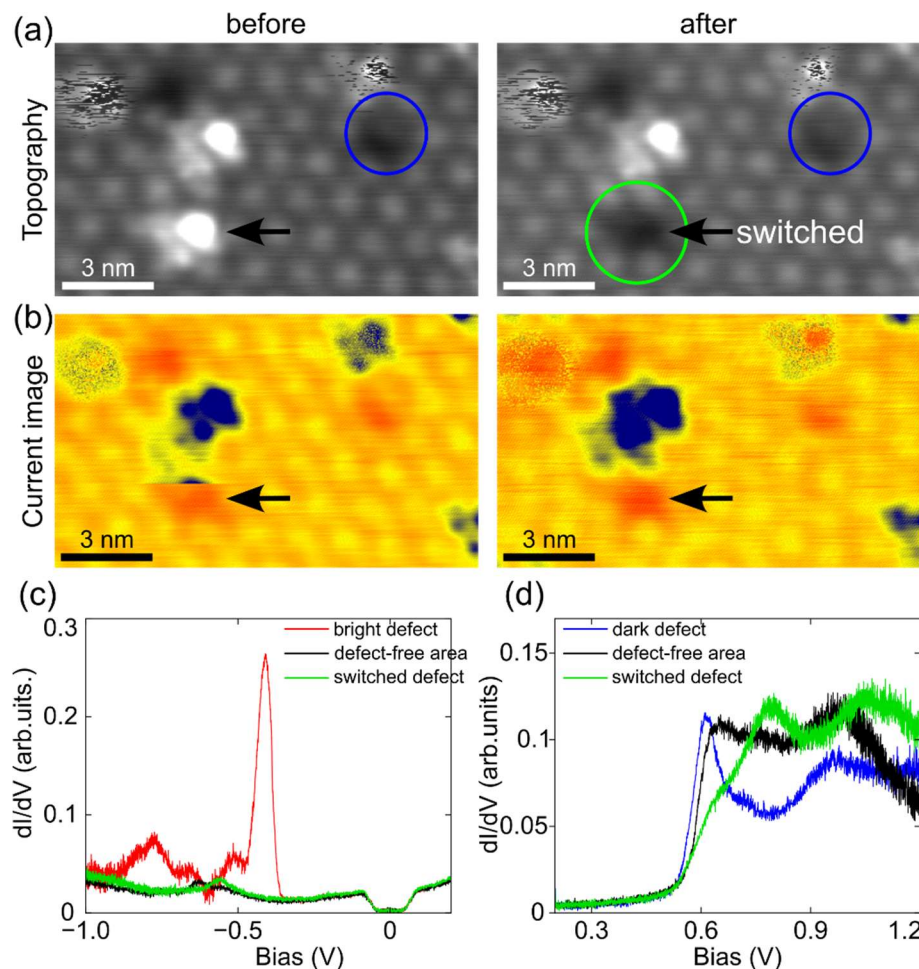 (a)
before
after
Topography
switched
3 nm
3 nm
(b)
Current image
3 nm
3 nm
(c)
0.3
0.2
0.1
0
dI/dV (arb.uits.)
bright defect
defect-free area
switched defect
−1.0
−0.5
0
Bias (V)
(d)
0.15
0.1
0.05
0
dI/dV (arb.units)
dark defect
defect-free area
switched defect
0.3
0.6
0.9
1.2
Bias (V)